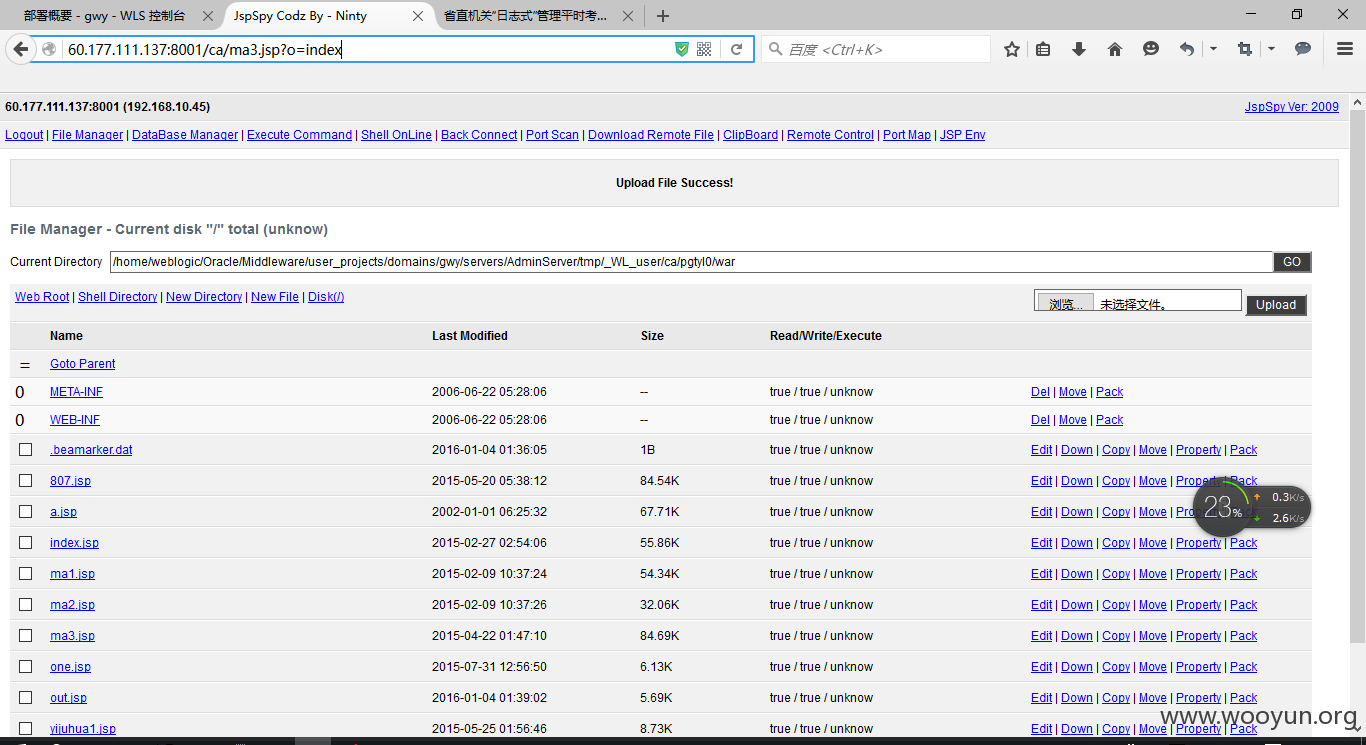 部署概要 - gwy - WLS 控制台
JspSpy Codz By - Ninty
省直机关“日志式”管理平时考...
60.177.111.137:8001/ca/ma3.jsp?o=index
百度 <Ctrl+K>
60.177.111.137:8001 (192.168.10.45)
JspSpy Ver: 2009
Logout | File Manager | DataBase Manager | Execute Command | Shell OnLine | Back Connect | Port Scan | Download Remote File | ClipBoard | Remote Control | Port Map | JSP Env
Upload File Success!
File Manager - Current disk "/" total (unknow)
Current Directory /home/weblogic/Oracle/Middleware/user_projects/domains/gwy/servers/AdminServer/tmp/_WL_user/ca/pgtyl0/war GO
Web Root | Shell Directory | New Directory | New File | Disk(/)
浏览... 未选择文件。 Upload
Name Last Modified Size Read/Write/Execute
= Goto Parent
0 META-INF 2006-06-22 05:28:06 -- true / true / unknow Del | Move | Pack
0 WEB-INF 2006-06-22 05:28:06 -- true / true / unknow Del | Move | Pack
.beamarker.dat 2016-01-04 01:36:05 1B true / true / unknow Edit | Down | Copy | Move | Property | Pack
807.jsp 2015-05-20 05:38:12 84.54K true / true / unknow Edit | Down | Copy | Move | Property | Pack
a.jsp 2002-01-01 06:25:32 67.71K true / true / unknow Edit | Down | Copy | Move
23% 0.3K/s
2.6K/s
index.jsp 2015-02-27 02:54:06 55.86K true / true / unknow Edit | Down | Copy | Move | Property | Pack
ma1.jsp 2015-02-09 10:37:24 54.34K true / true / unknow Edit | Down | Copy | Move | Property | Pack
ma2.jsp 2015-02-09 10:37:26 32.06K true / true / unknow Edit | Down | Copy | Move | Property | Pack
ma3.jsp 2015-04-22 01:47:10 84.69K true / true / unknow Edit | Down | Copy | Move | Property | Pack
one.jsp 2015-07-31 12:56:50 6.13K true / true / unknow Edit | Down | Copy | Move | Property | Pack
out.jsp 2016-01-04 01:39:02 5.69K true / true / unknow Edit | Down | Copy | Move | Property | Pack
yijuhua1.jsp 2015-05-25 01:56:46 8.73K true / true / unknow Edit | Down | Copy | Move | Property | Pack
www.wooyun.org